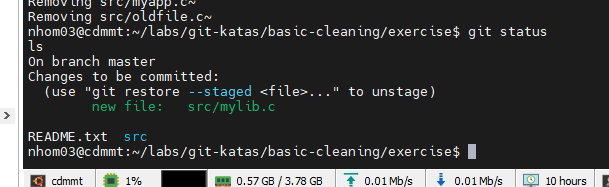 Removing src/myapp.c~
Removing src/oldfile.c~
nhom03@cdmmt:~/labs/git-katas/basic-cleaning/exercise$ git status
ls
On branch master
Changes to be committed:
  (use "git restore --staged <file>..." to unstage)
        new file:   src/mylib.c
README.txt  src
nhom03@cdmmt:~/labs/git-katas/basic-cleaning/exercise$
cdmmt 1% 0.57 GB / 3.78 GB 0.01 Mb/s 0.01 Mb/s 10 hours